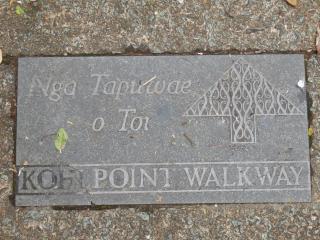 Nga Tapuwae
o Toi
KOHI POINT WALKWAY